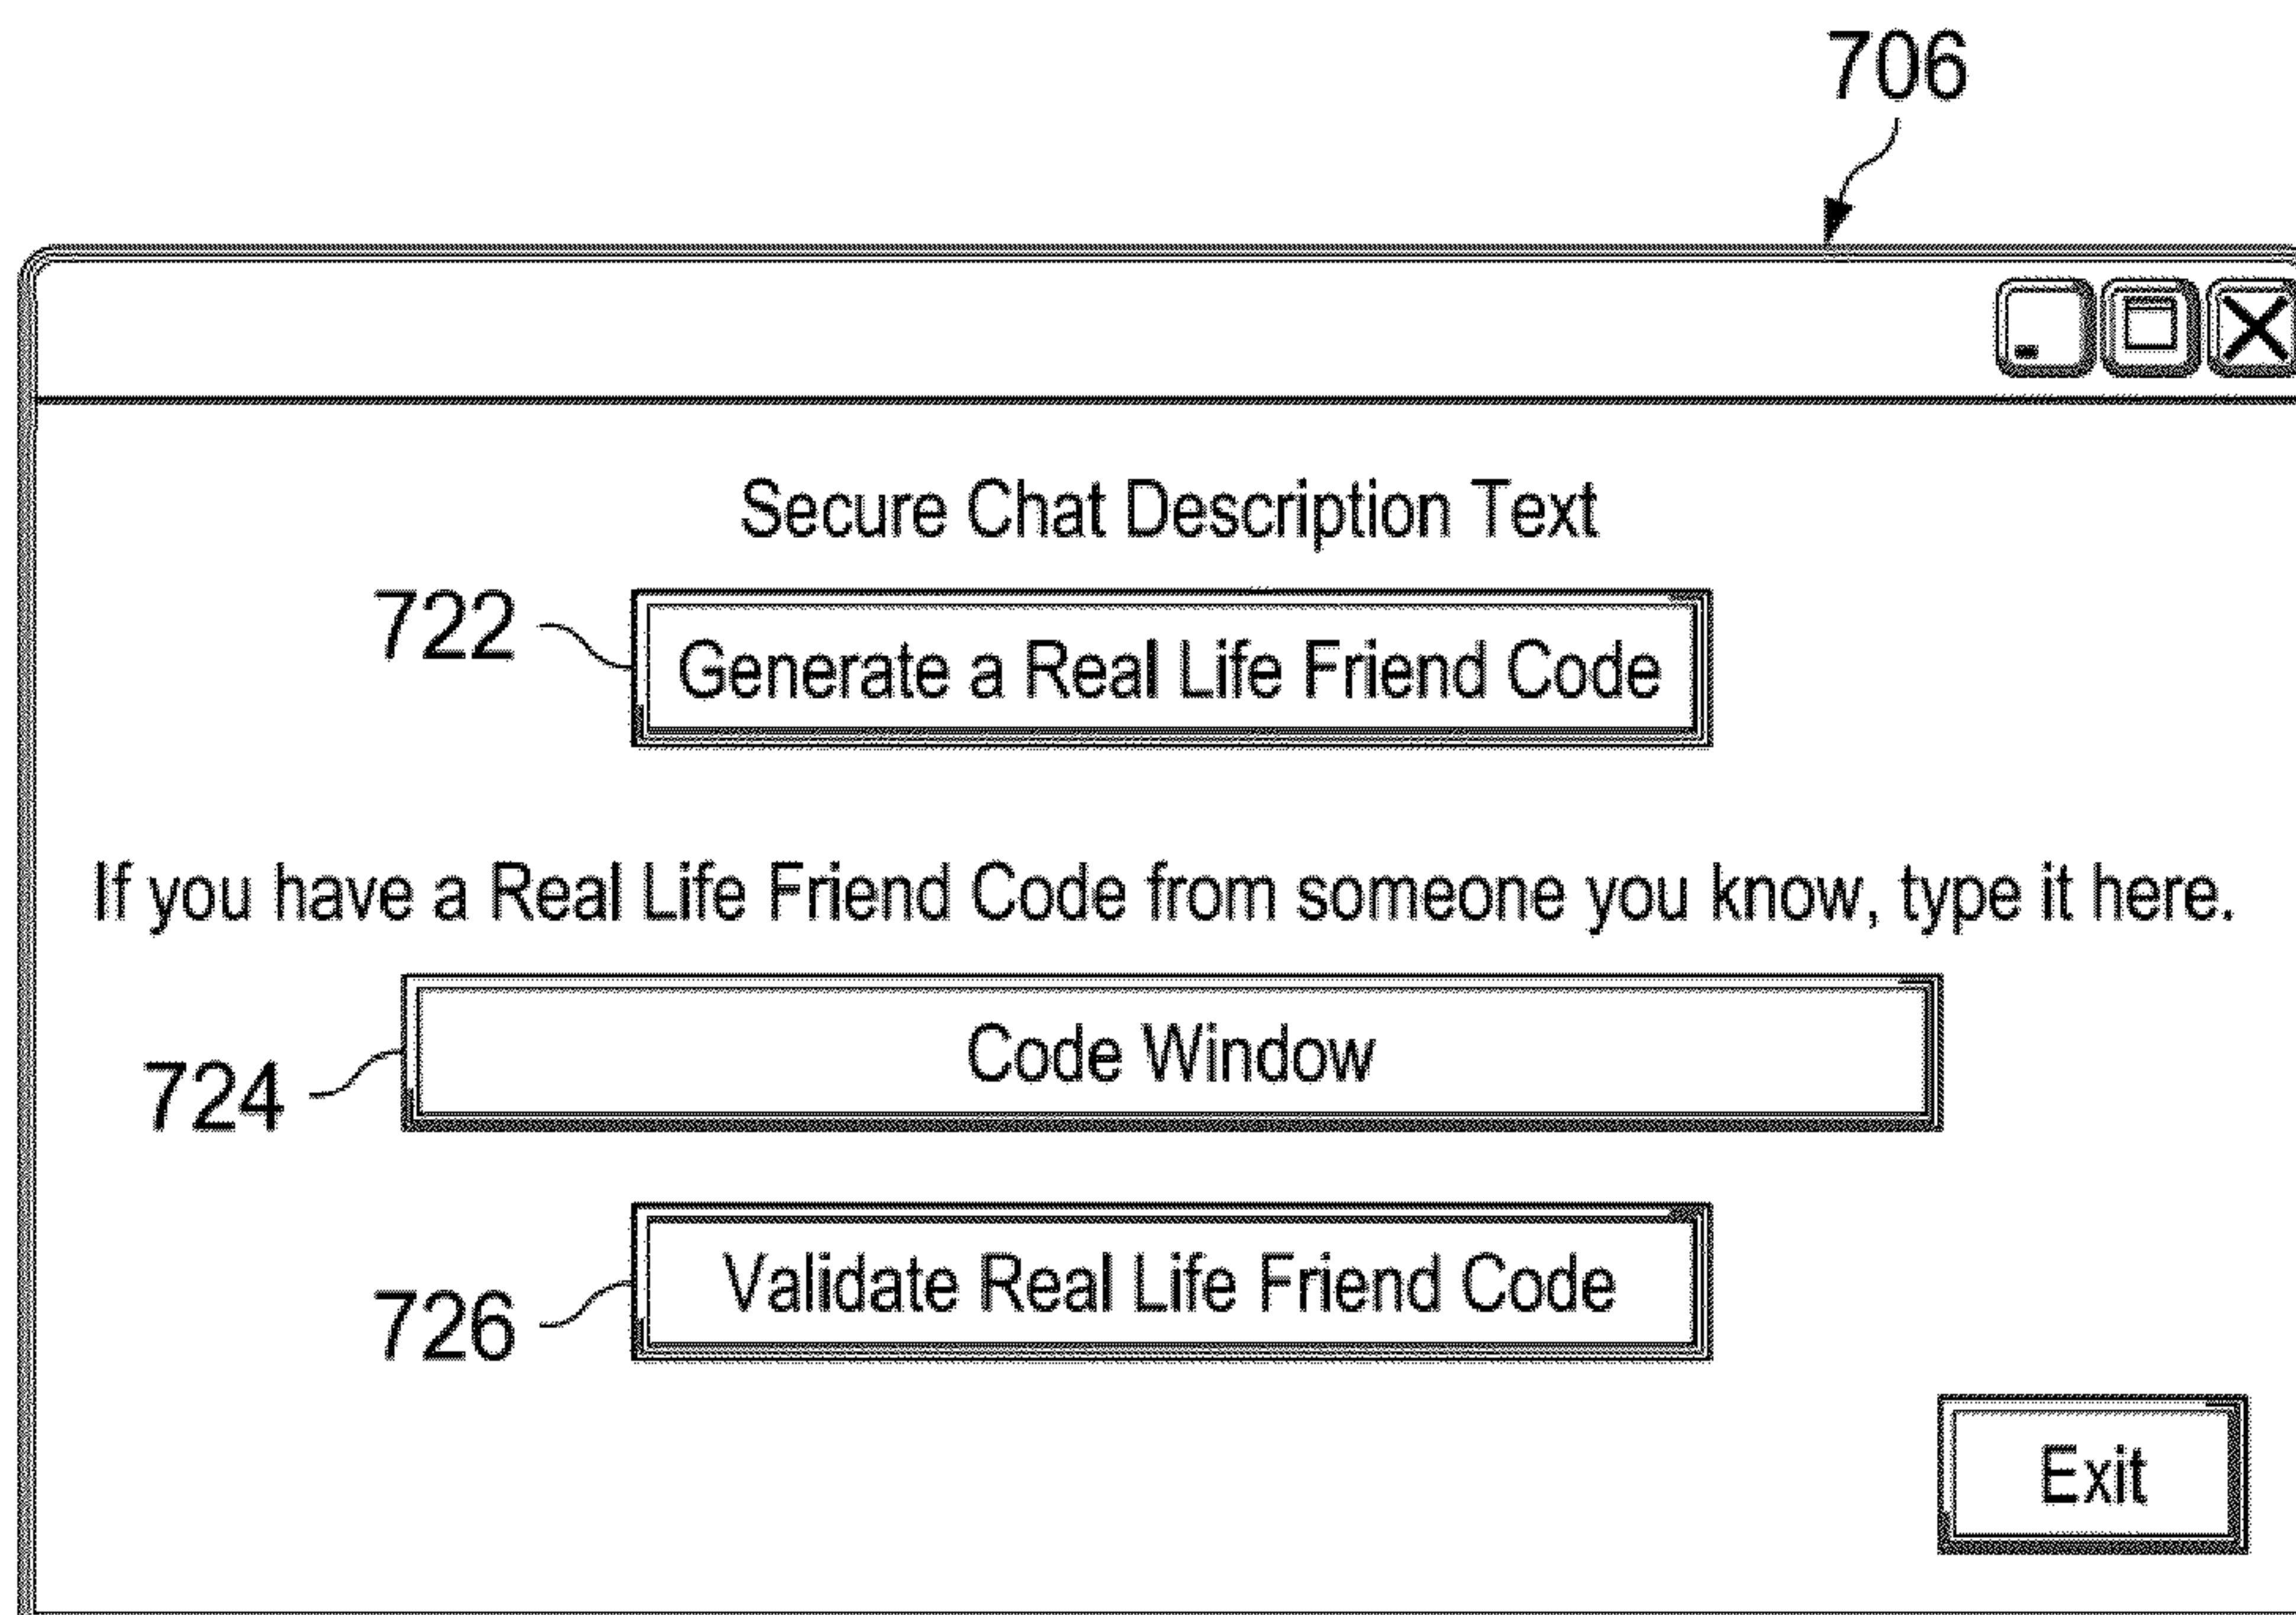 706
Secure Chat Description Text
722
Generate a Real Life Friend Code
If you have a Real Life Friend Code from someone you know, type it here.
Code Window
724
Validate Real Life Friend Code
726
Exit